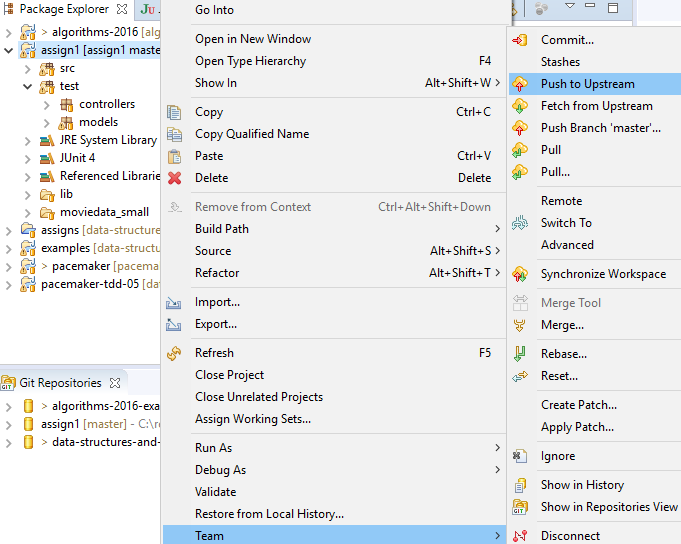 Package Explorer
Ju
> algorithms-2016 [alg
assign1 [assign1 master
src
test
controllers
models
JRE System Library
JUnit 4
Referenced Librarie
lib
moviedata_small
assigns [data-structure
examples [data-structu
> pacemaker [pacema
pacemaker-tdd-05 [da
Git Repositories
GIT
> algorithms-2016-exa
assign1 [master] - C:\r
> data-structures-and-
Go Into
Open in New Window
Open Type Hierarchy F4
Show In Alt+Shift+W >
Copy Ctrl+C
Copy Qualified Name
Paste Ctrl+V
Delete Delete
Remove from Context Ctrl+Alt+Shift+Down
Build Path >
Source Alt+Shift+S >
Refactor Alt+Shift+T >
Import...
Export...
Refresh F5
Close Project
Close Unrelated Projects
Assign Working Sets...
Run As >
Debug As >
Validate
Restore from Local History...
Team >
Commit...
Stashes
Push to Upstream
Fetch from Upstream
Push Branch 'master'...
Pull
Pull...
Remote
Switch To
Advanced
Synchronize Workspace
Merge Tool
Merge...
Rebase...
Reset...
Create Patch...
Apply Patch...
Ignore
Show in History
Show in Repositories View
Disconnect